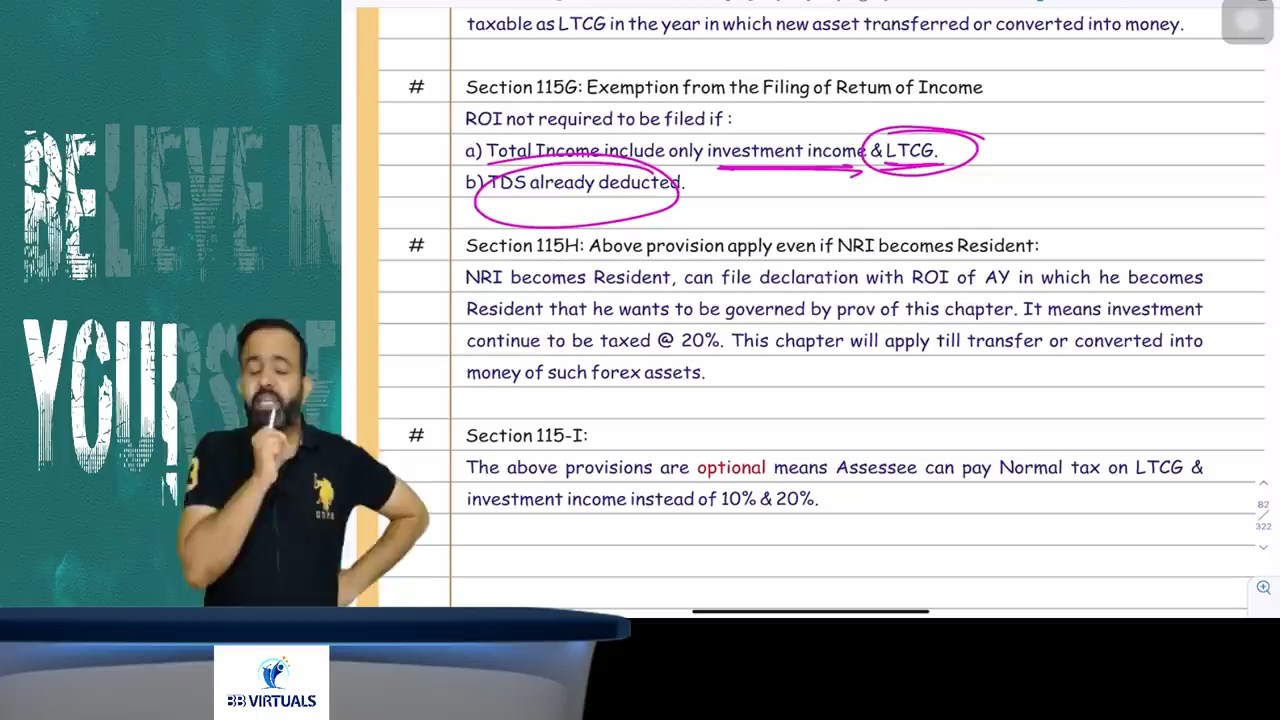 taxable as LTCG in the year in which new asset transferred or converted into money.
# Section 115G: Exemption from the Filing of Return of Income
ROI not required to be filed if :
a) Total Income include only investment income & LTCG.
b) TDS already deducted.
# Section 115H: Above provision apply even if NRI becomes Resident:
NRI becomes Resident, can file declaration with ROI of AY in which he becomes
Resident that he wants to be governed by prov of this chapter. It means investment
continue to be taxed @ 20%. This chapter will apply till transfer or converted into
money of such forex assets.
# Section 115-I:
The above provisions are optional means Assessee can pay Normal tax on LTCG &
investment income instead of 10% & 20%.
82
322
BELIEVE IN
YOURSELF
3
BB VIRTUALS